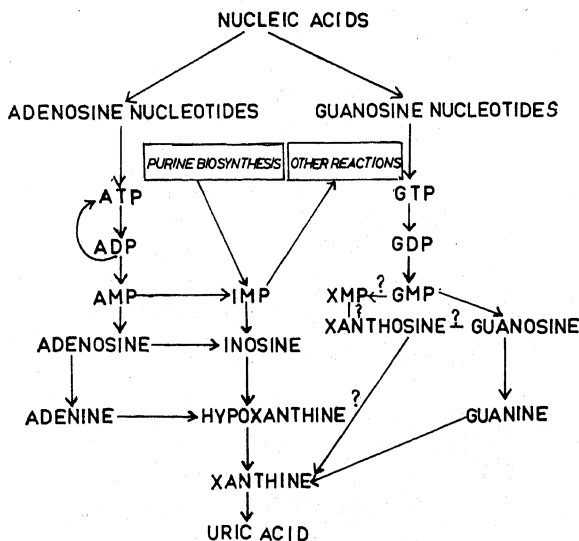 NUCLEIC ACIDS
ADENOSINE NUCLEOTIDES GUANOSINE NUCLEOTIDES
PURINE BIOSYNTHESIS OTHER REACTIONS
ATP GTP
ADP GDP
AMP IMP XMP ? GMP
?
ADENOSINE INOSINE XANTHOSINE ? GUANOSINE
?
ADENINE HYPOXANTHINE GUANINE
XANTHINE
URIC ACID